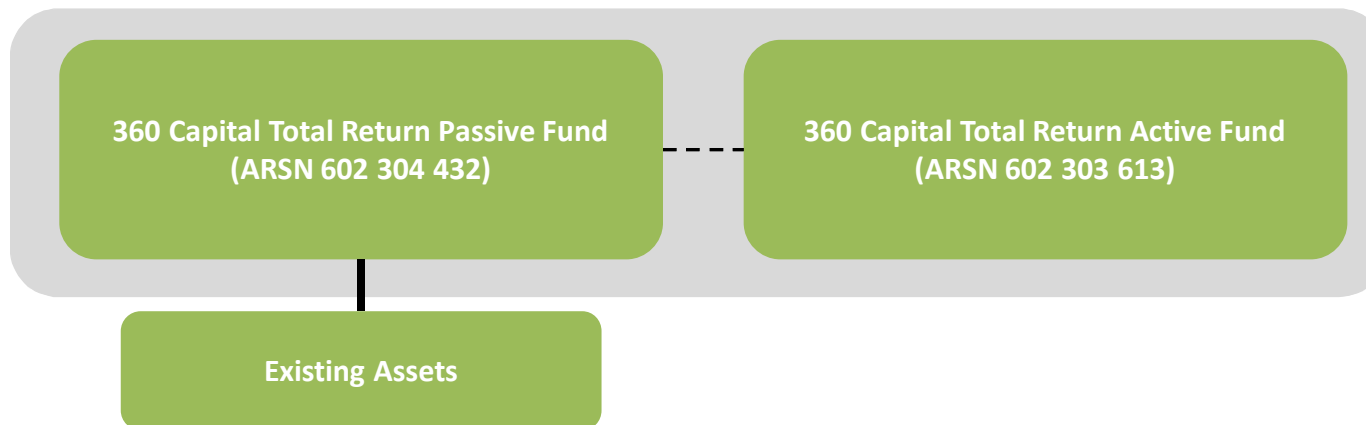 360 Capital Total Return Passive Fund
(ARSN 602 304 432)
360 Capital Total Return Active Fund
(ARSN 602 303 613)
Existing Assets